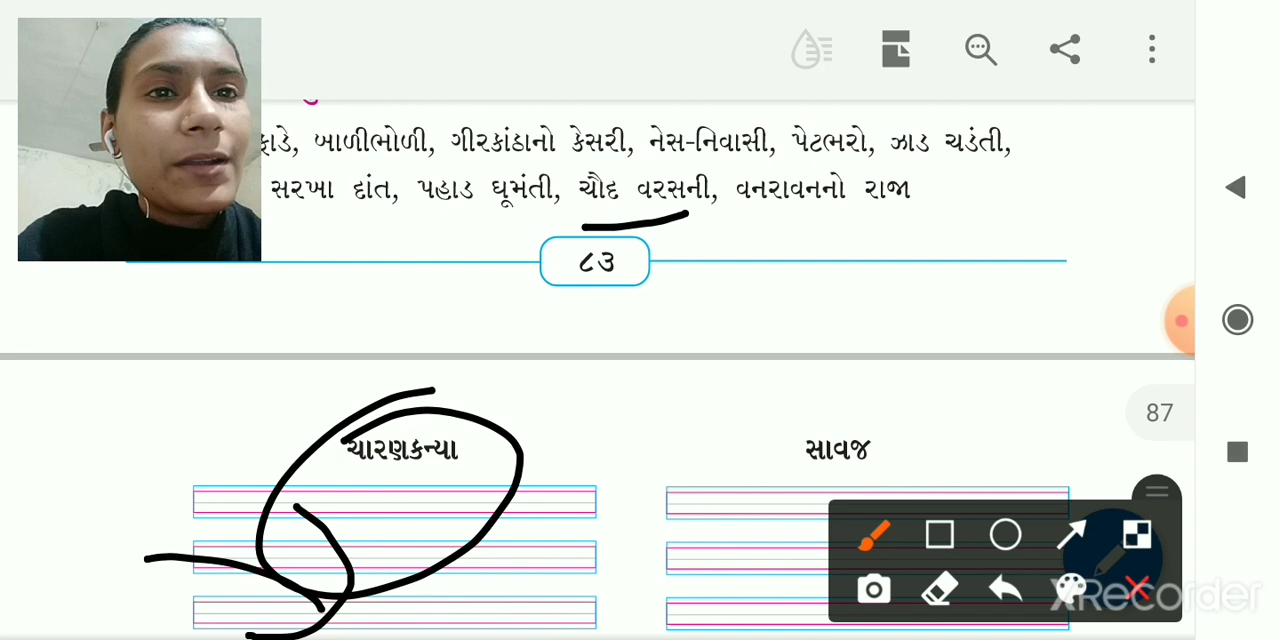 ફાડે, બાળીભોળી, ગીરકાંઠાનો કેસરી, નેસ-નિવાસી, પેટભરો, ઝાડ ચડંતી,
સરખા દાંત, પહાડ ઘૂમંતી, ચૌદ વરસની, વનરાવનનો રાજા
૮૩
87
ચારણકન્યા
સાવજ
XRecorder